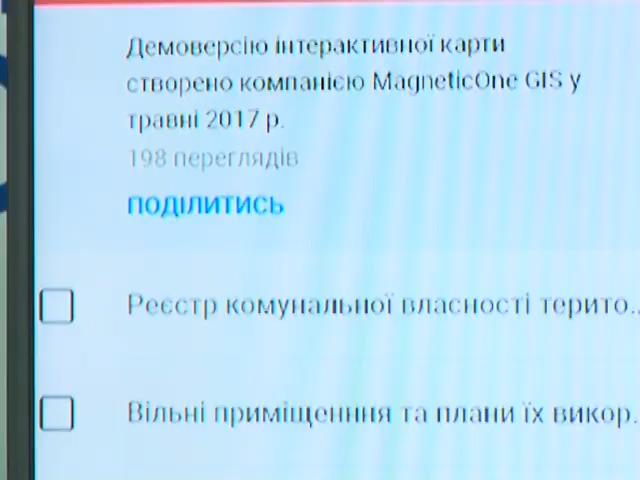 Демоверсію інтерактивної карти
створено компанією MagneticOne GIS у
травні 2017 р.
198 переглядів
ПОДІЛИТИСЬ
Реєстр комунальної власності терито...
Вільні приміщенння та плани їх викор...